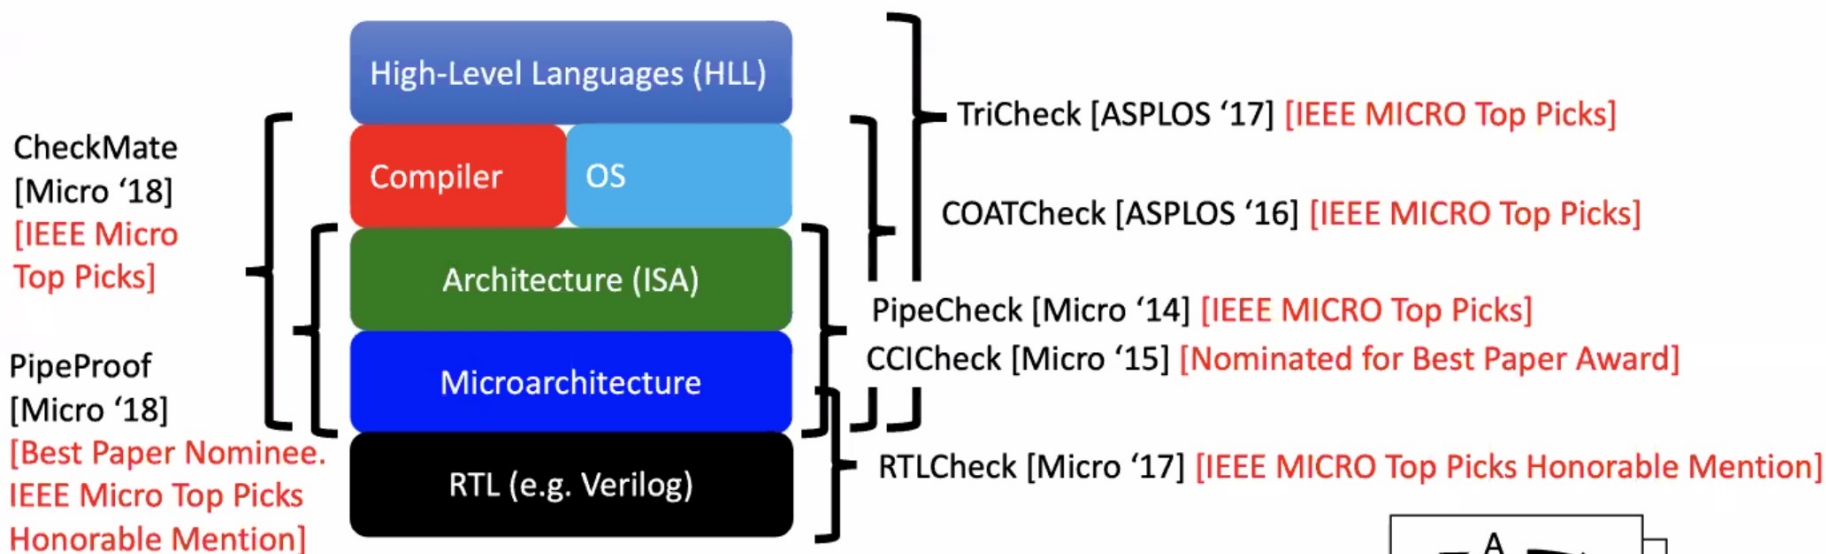 High-Level Languages (HLL)
TriCheck [ASPLOS ‘17] [IEEE MICRO Top Picks]
CheckMate
[Micro ‘18]
[IEEE Micro
Top Picks]
Compiler
OS
COATCheck [ASPLOS ‘16] [IEEE MICRO Top Picks]
Architecture (ISA)
PipeCheck [Micro ‘14] [IEEE MICRO Top Picks]
CCICheck [Micro ‘15] [Nominated for Best Paper Award]
Microarchitecture
PipeProof
[Micro ‘18]
[Best Paper Nominee.
IEEE Micro Top Picks
Honorable Mention]
RTL (e.g. Verilog)
RTLCheck [Micro ‘17] [IEEE MICRO Top Picks Honorable Mention]
A